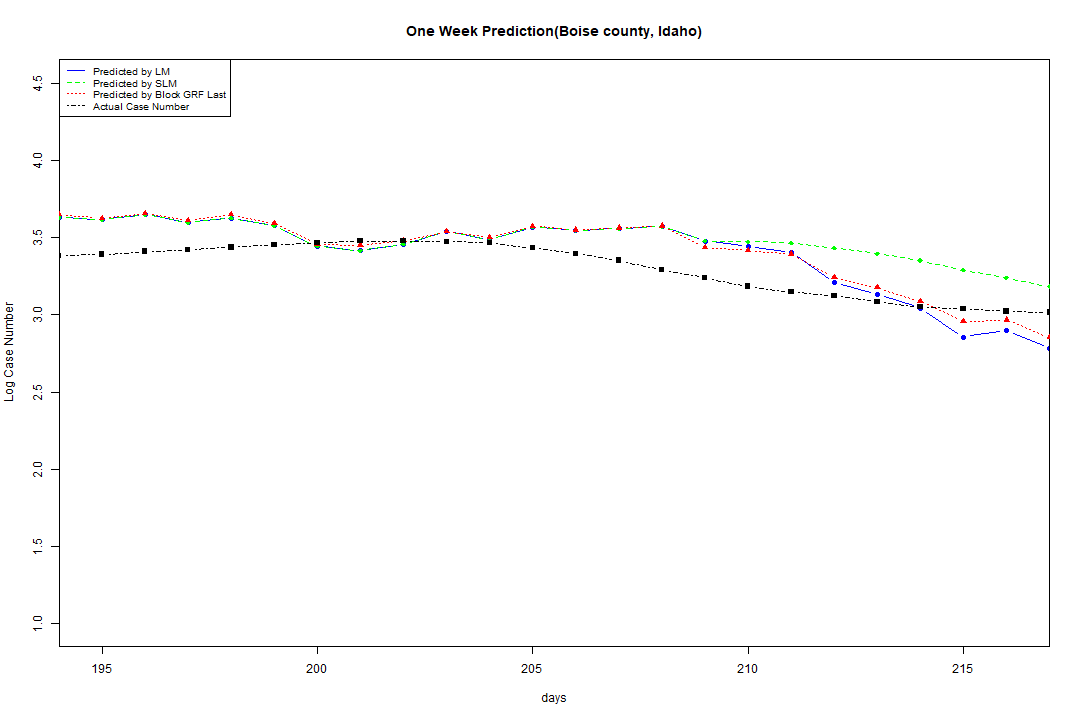 One Week Prediction(Boise county, Idaho)
Predicted by LM
Predicted by SLM
Predicted by Block GRF Last
Actual Case Number
Log Case Number
4.5
4.0
3.5
3.0
2.5
2.0
1.5
1.0
195 200 205 210 215
days